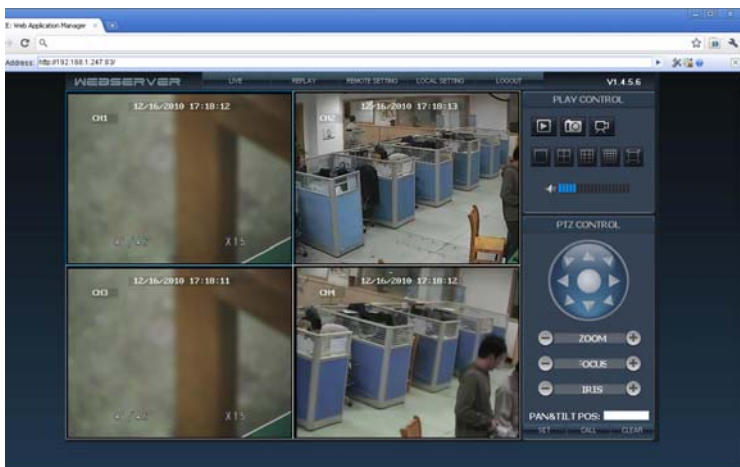 E: Web Application Manager
Address: http://192.168.1.247:83/
WEBSERVER
LIVE
REPLAY
REMOTE SETTING
LOCAL SETTING
LOGOUT
V1.4.5.6
12/16/2010 17:18:12
CH1
X15
12/16/2010 17:18:13
CH2
12/16/2010 17:18:11
CH3
X15
12/16/2010 17:18:12
CH4
PLAY CONTROL
PTZ CONTROL
ZOOM
FOCUS
IRIS
PAN&TILT POS:
SET
CALL
CLEAR